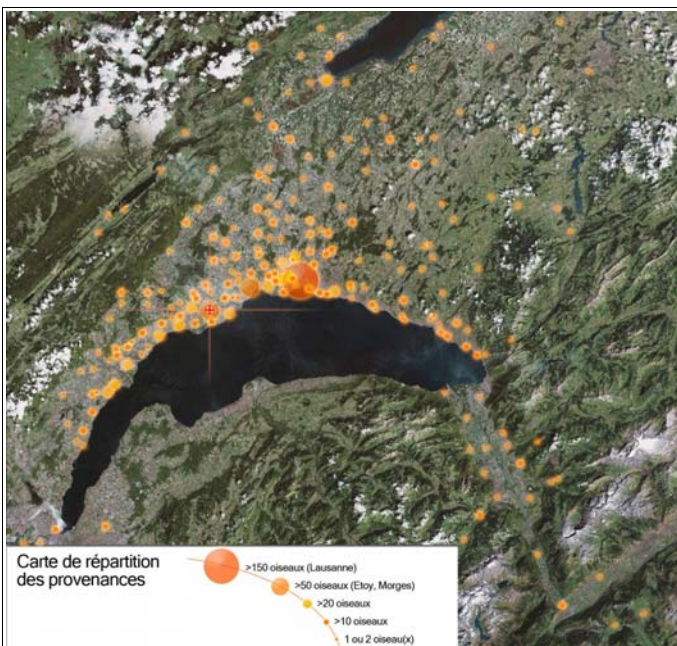 Carte de répartition
des provenances
>150 oiseaux (Lausanne)
>50 oiseaux (Etoy, Morges)
>20 oiseaux
>10 oiseaux
1 ou 2 oiseau(x)